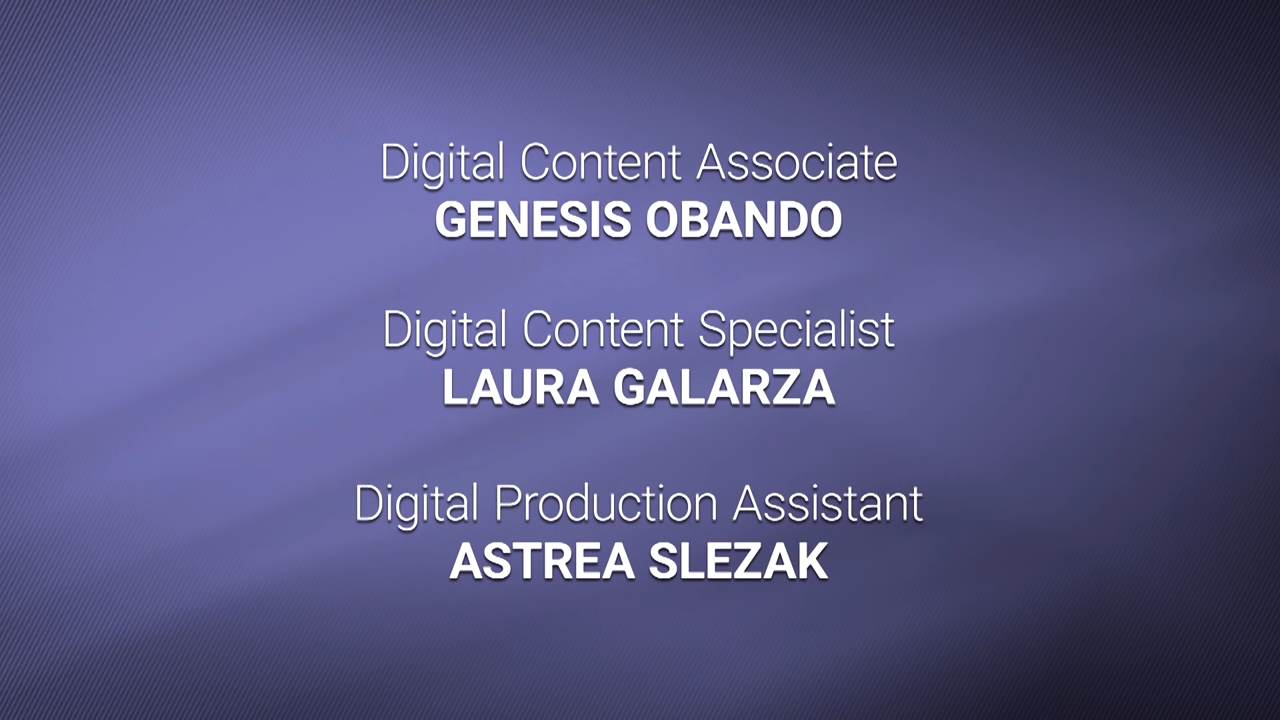 Digital Content Associate
GENESIS OBANDO
Digital Content Specialist
LAURA GALARZA
Digital Production Assistant
ASTREA SLEZAK